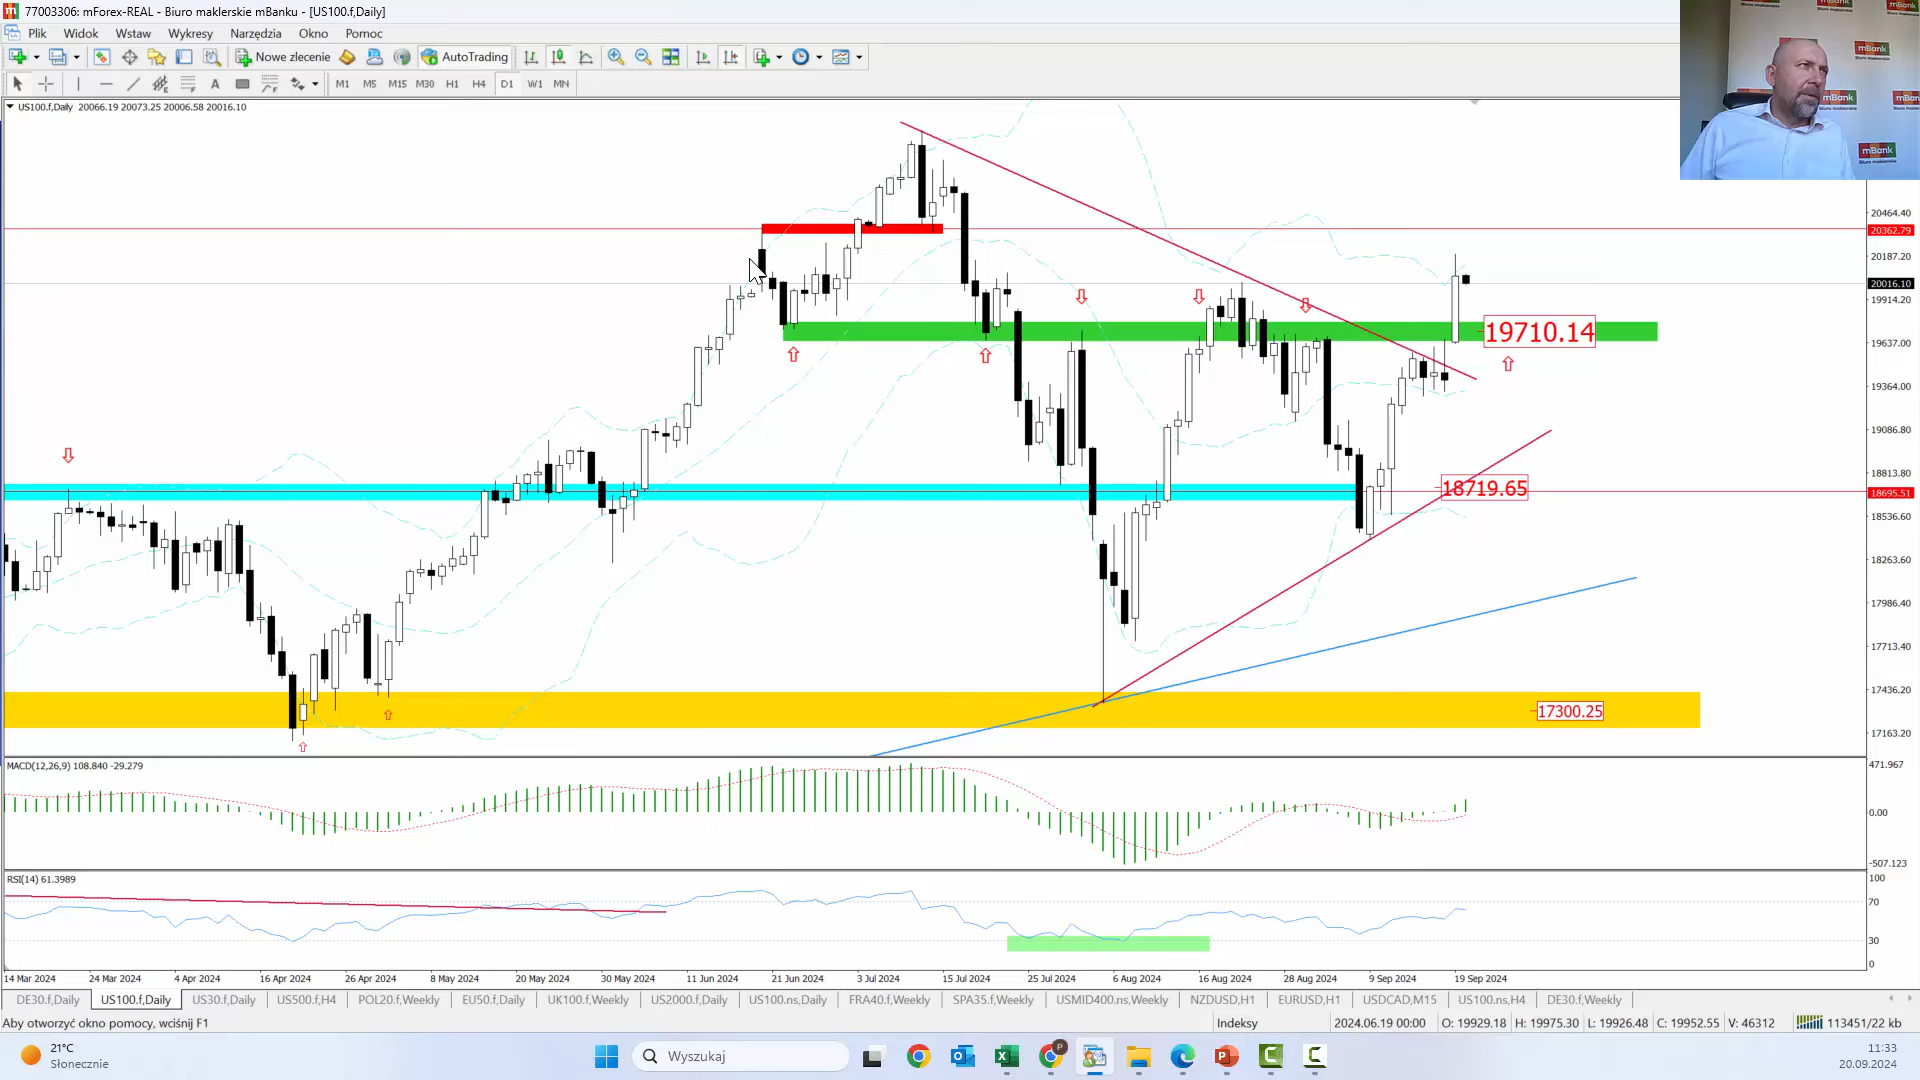 77003306: mForex-REAL - Biuro maklerskie mBanku - [US100.f,Daily]
Plik Widok Wstaw Wykresy Narzędzia Okno Pomoc
Nowe zlecenie AutoTrading
A M1 M5 M15 M30 H1 H4 D1 W1 MN
US100.f,Daily 20066.19 20073.25 20006.58 20016.10
mBank
Biuro maklerskie
mBank
mBank
Biuro maklerskie
20464.40
20362.79
20187.20
20016.10
19914.20
19710.14
19637.00
19364.00
19086.80
18813.80
18719.65
18695.51
18536.60
18263.60
17986.40
17713.40
17436.20
17300.25
17163.20
MACD(12,26,9) 108.840 -29.279
471.967
0.00
-507.123
RSI(14) 61.3989
100
70
30
0
14 Mar 2024 24 Mar 2024 4 Apr 2024 16 Apr 2024 26 Apr 2024 8 May 2024 20 May 2024 30 May 2024 11 Jun 2024 21 Jun 2024 3 Jul 2024 15 Jul 2024 25 Jul 2024 6 Aug 2024 16 Aug 2024 28 Aug 2024 9 Sep 2024 19 Sep 2024
DE30.f,Daily US100.f,Daily US30.f,Daily US500.f,H4 POL20.f,Weekly EU50.f,Daily UK100.f,Weekly US2000.f,Daily US100.ns,Daily FRA40.f,Weekly SPA35.f,Weekly USMID400.ns,Weekly NZDUSD,H1 EURUSD,H1 USDCAD,M15 US100.ns,H4 DE30.f,Weekly
Aby otworzyć okno pomocy, wciśnij F1 Indeksy 2024.06.19 00:00 O: 19929.18 H: 19975.30 L: 19926.48 C: 19952.55 V: 46312 113451/22 kb
21°C
Słonecznie
Wyszukaj
11:33
20.09.2024